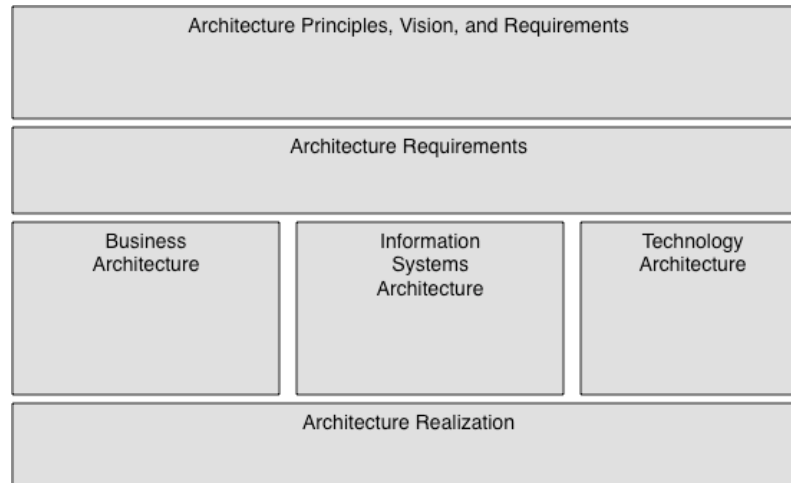 Architecture Principles, Vision, and Requirements
Architecture Requirements
Business
Architecture
Information
Systems
Architecture
Technology
Architecture
Architecture Realization